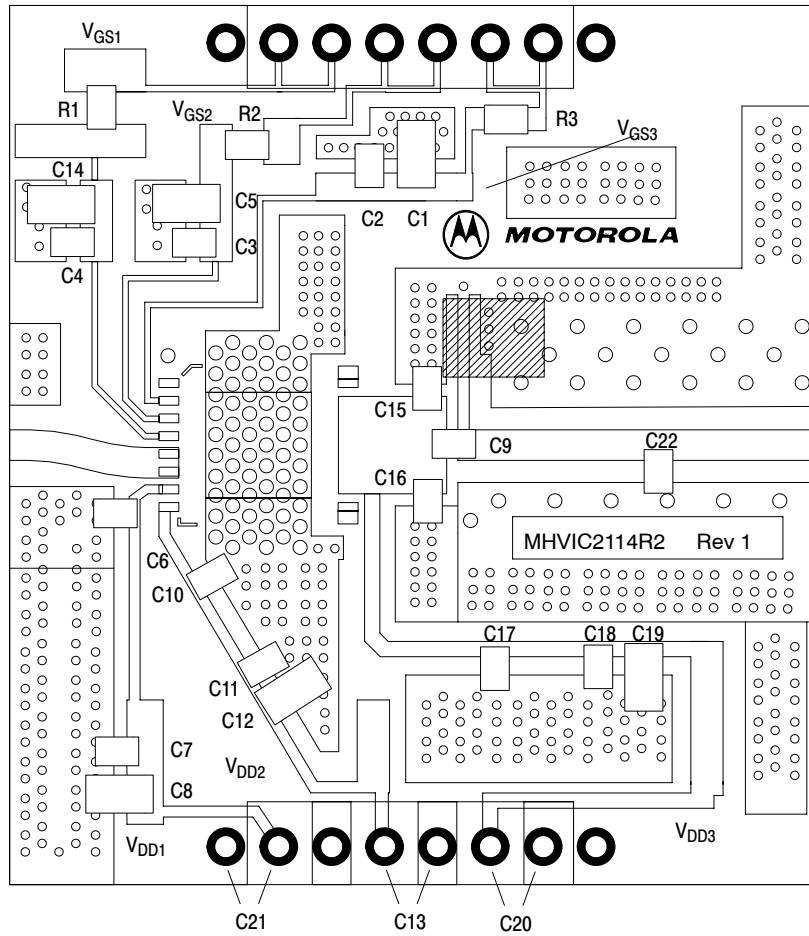 VGS1
R1
VGS2
R2
R3
VGS3
C14
C5
C2
C1
C3
C4
MOTOROLA
C15
C9
C22
C16
MHVIC2114R2 Rev 1
C6
C10
C17
C18
C19
C11
C12
C7
VDD2
C8
VDD1
VDD3
C21
C13
C20